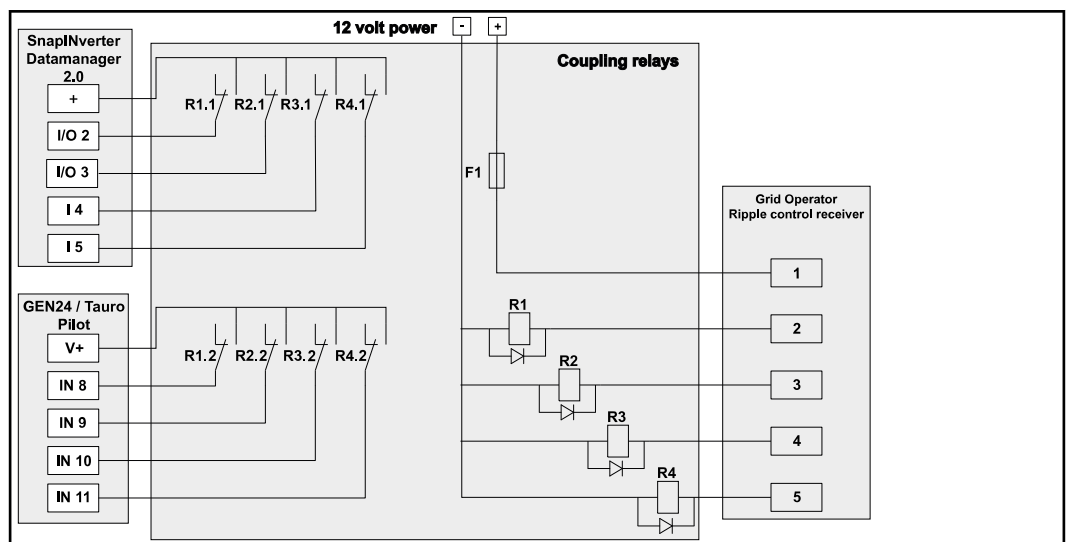 12 volt power - +
SnapINverter
Datamanager
2.0
+
I/O 2
I/O 3
I 4
I 5
R1.1 R2.1 R3.1 R4.1
Coupling relays
F1
Grid Operator
Ripple control receiver
1
2
3
4
5
GEN24 / Tauro
Pilot
V+
IN 8
IN 9
IN 10
IN 11
R1.2 R2.2 R3.2 R4.2
R1
R2
R3
R4